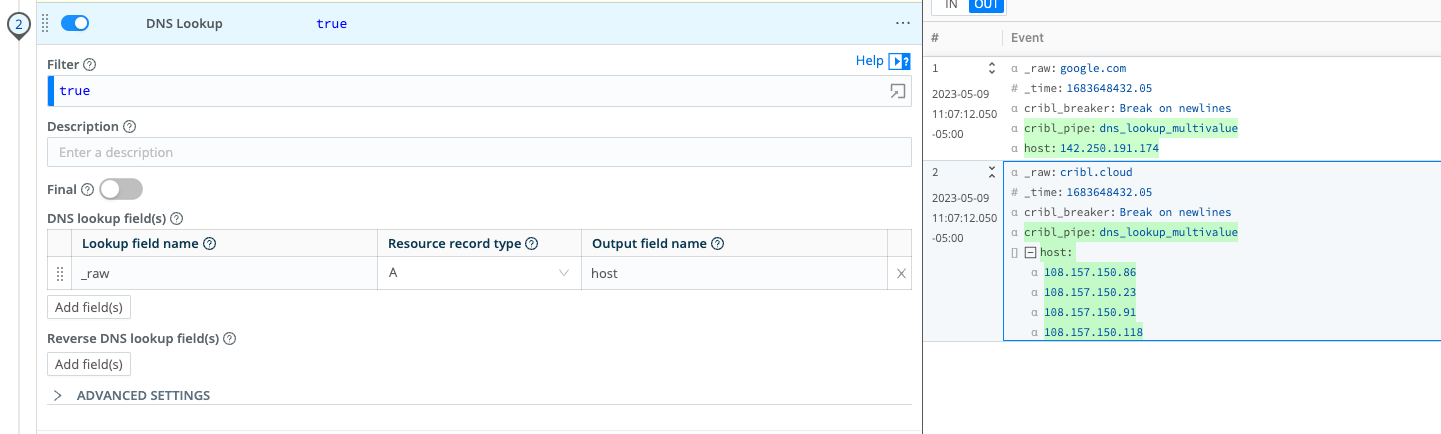 2 DNS Lookup true ...
Filter
Help
true
Description
Enter a description
Final
DNS lookup field(s)
Lookup field name Resource record type Output field name
_raw A host
Add field(s)
Reverse DNS lookup field(s)
Add field(s)
ADVANCED SETTINGS
IN OUT
# Event
1 α _raw: google.com
# _time: 1683648432.05
2023-05-09
α cribl_breaker: Break on newlines
11:07:12.050
α cribl_pipe: dns_lookup_multivalue
-05:00
α host: 142.250.191.174
2 α _raw: cribl.cloud
# _time: 1683648432.05
2023-05-09
α cribl_breaker: Break on newlines
11:07:12.050
α cribl_pipe: dns_lookup_multivalue
-05:00
[] host:
α 108.157.150.86
α 108.157.150.23
α 108.157.150.91
α 108.157.150.118